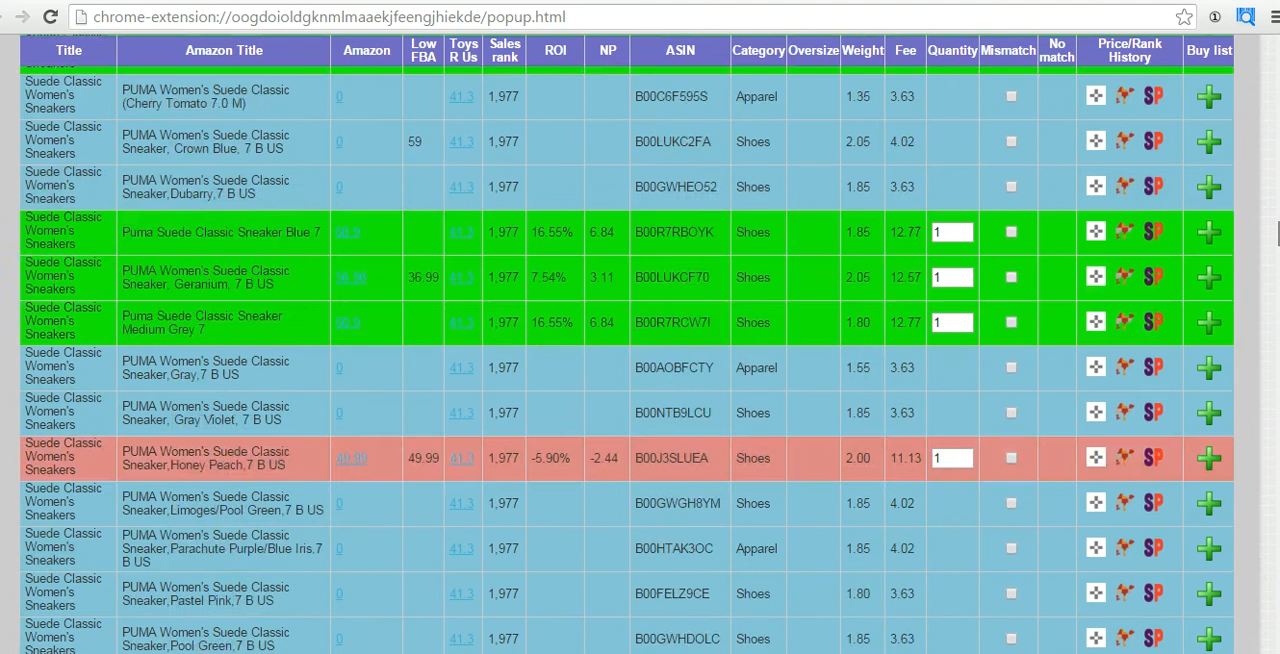 chrome-extension://oogdoioldgknmlmaaekjfeengjhiekde/popup.html
Title Amazon Title Amazon Low FBA Toys R Us Sales rank ROI NP ASIN Category Oversize Weight Fee Quantity Mismatch No match Price/Rank History Buy list
Suede Classic Women's Sneakers PUMA Women's Suede Classic (Cherry Tomato 7.0 M) 0 41.3 1,977 B00C6F595S Apparel 1.35 3.63 SP
Suede Classic Women's Sneakers PUMA Women's Suede Classic Sneaker, Crown Blue, 7 B US 0 59 41.3 1,977 B00LUKC2FA Shoes 2.05 4.02 SP
Suede Classic Women's Sneakers PUMA Women's Suede Classic Sneaker,Dubarry,7 B US 0 41.3 1,977 B00GWHEO52 Shoes 1.85 3.63 SP
Suede Classic Women's Sneakers Puma Suede Classic Sneaker Blue 7 41.3 1,977 16.55% 6.84 B00R7RBOYK Shoes 1.85 12.77 1 SP
Suede Classic Women's Sneakers PUMA Women's Suede Classic Sneaker, Geranium, 7 B US 36.99 41.3 1,977 7.54% 3.11 B00LUKCF70 Shoes 2.05 12.57 1 SP
Suede Classic Women's Sneakers Puma Suede Classic Sneaker Medium Grey 7 41.3 1,977 16.55% 6.84 B00R7RCW7I Shoes 1.80 12.77 1 SP
Suede Classic Women's Sneakers PUMA Women's Suede Classic Sneaker,Gray,7 B US 0 41.3 1,977 B00AOBFCTY Apparel 1.55 3.63 SP
Suede Classic Women's Sneakers PUMA Women's Suede Classic Sneaker, Gray Violet, 7 B US 0 41.3 1,977 B00NTB9LCU Shoes 1.85 3.63 SP
Suede Classic Women's Sneakers PUMA Women's Suede Classic Sneaker,Honey Peach,7 B US 49.99 49.99 41.3 1,977 -5.90% -2.44 B00J3SLUEA Shoes 2.00 11.13 1 SP
Suede Classic Women's Sneakers PUMA Women's Suede Classic Sneaker,Limoges/Pool Green,7 B US 0 41.3 1,977 B00GWGH8YM Shoes 1.85 4.02 SP
Suede Classic Women's Sneakers PUMA Women's Suede Classic Sneaker,Parachute Purple/Blue Iris,7 B US 0 41.3 1,977 B00HTAK3OC Apparel 1.85 4.02 SP
Suede Classic Women's Sneakers PUMA Women's Suede Classic Sneaker,Pastel Pink,7 B US 0 41.3 1,977 B00FELZ9CE Shoes 1.80 3.63 SP
Suede Classic Women's Sneakers PUMA Women's Suede Classic Sneaker,Pool Green,7 B US 0 41.3 1,977 B00GWHDOLC Shoes 1.85 3.63 SP